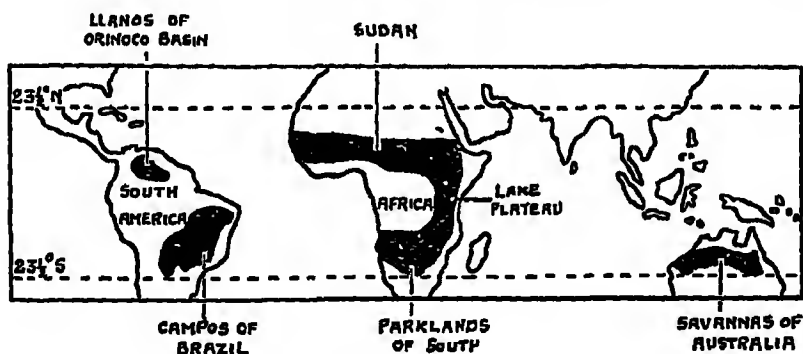 LLANOS OF
ORINOCO BASIN
SUDAN
23½°N
SOUTH
AMERICA
AFRICA
LAKE
PLATEAU
23½°S
CAMPOS OF
BRAZIL
PARKLANDS
OF SOUTH
SAVANNAS OF
AUSTRALIA